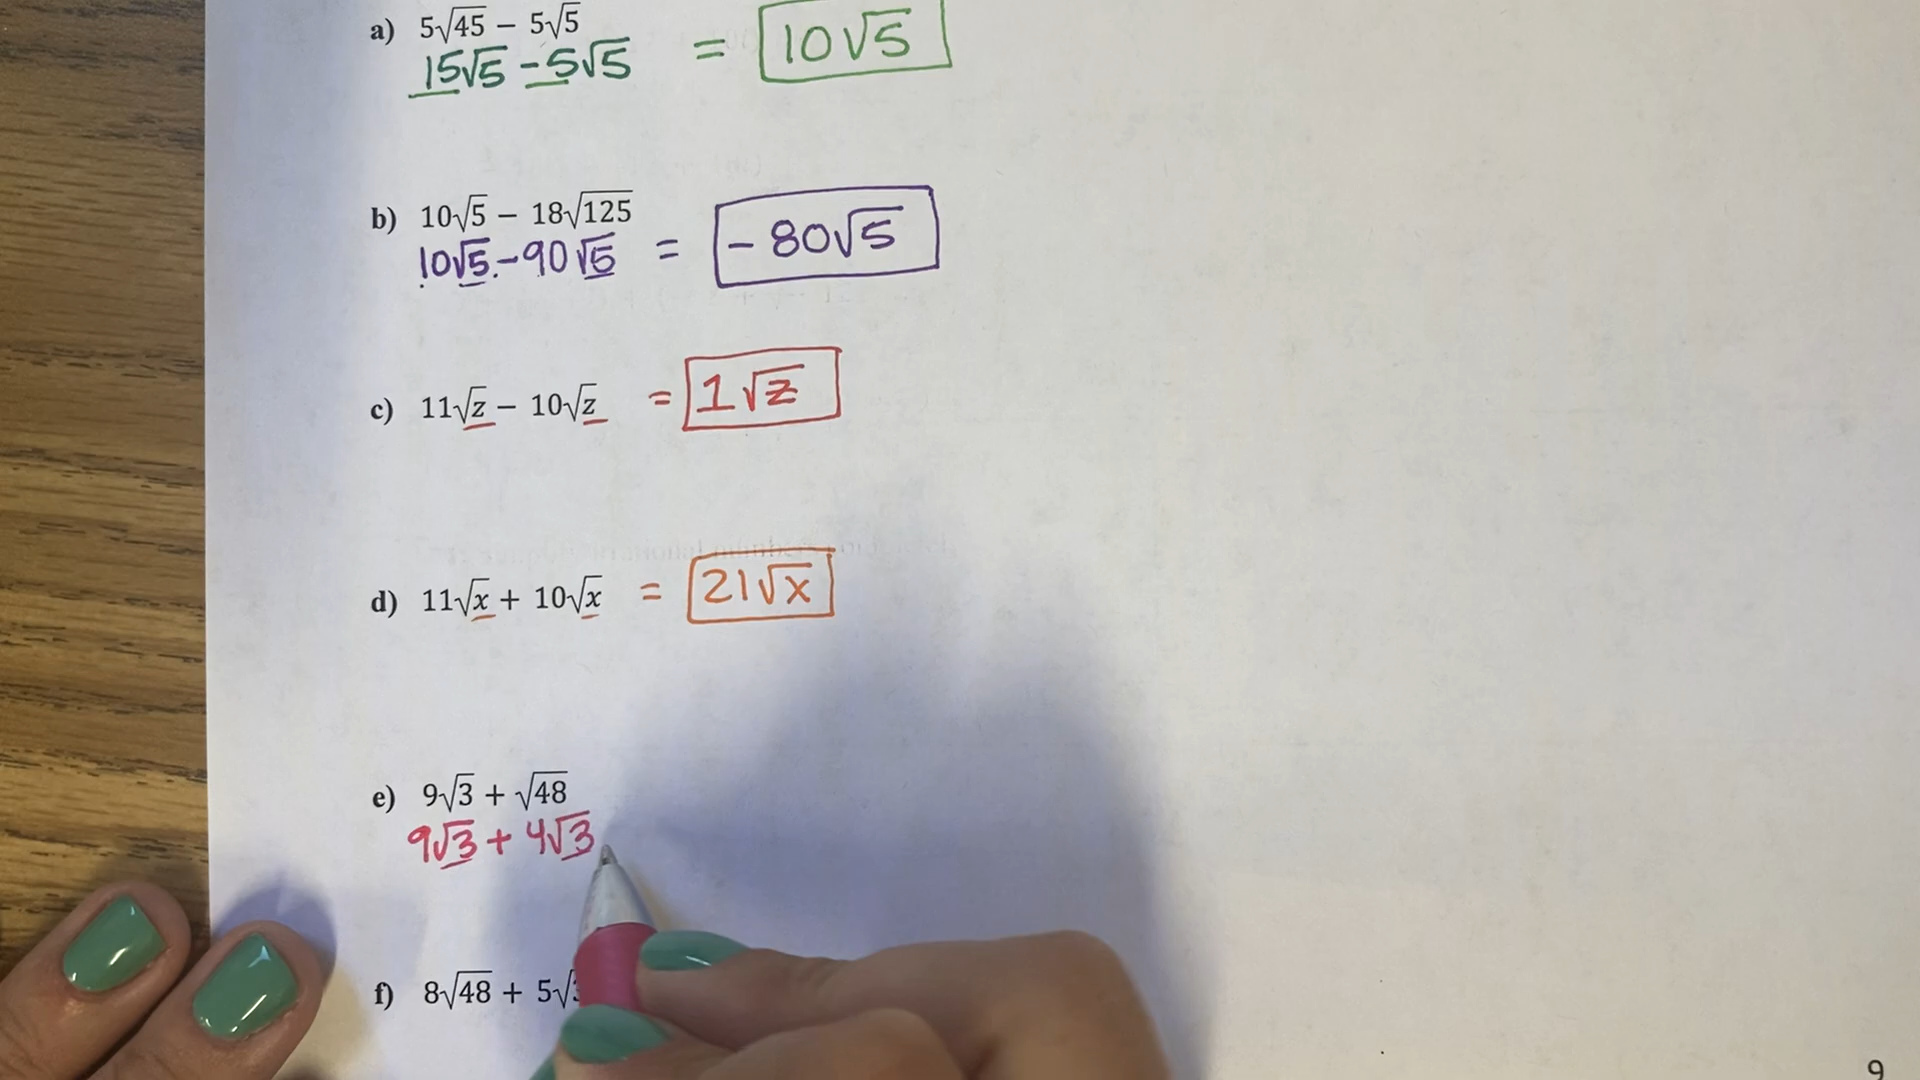 a) 5√45 − 5√5
15√5 - 5√5 = 10√5
b) 10√5 − 18√125
10√5 - 90√5 = -80√5
c) 11√z − 10√z = 1√z
d) 11√x + 10√x = 21√x
e) 9√3 + √48
9√3 + 4√3
f) 8√48 + 5√
9